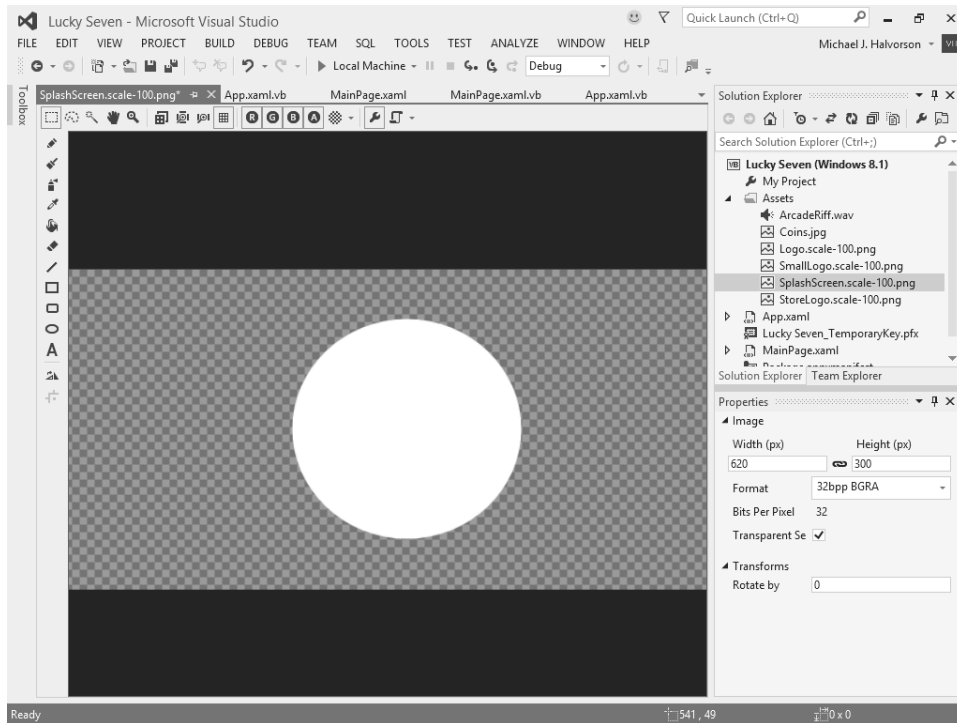 Lucky Seven - Microsoft Visual Studio
Quick Launch (Ctrl+Q)
FILE EDIT VIEW PROJECT BUILD DEBUG TEAM SQL TOOLS TEST ANALYZE WINDOW HELP
Michael J. Halvorson
Local Machine
Debug
Toolbox
SplashScreen.scale-100.png*
App.xaml.vb
MainPage.xaml
MainPage.xaml.vb
App.xaml.vb
R G B A
A
Solution Explorer
Search Solution Explorer (Ctrl+;)
VB Lucky Seven (Windows 8.1)
My Project
Assets
ArcadeRiff.wav
Coins.jpg
Logo.scale-100.png
SmallLogo.scale-100.png
SplashScreen.scale-100.png
StoreLogo.scale-100.png
App.xaml
Lucky Seven_TemporaryKey.pfx
MainPage.xaml
Solution Explorer Team Explorer
Properties
Image
Width (px) Height (px)
620 300
Format 32bpp BGRA
Bits Per Pixel 32
Transparent Se
Transforms
Rotate by 0
Ready
541 , 49
0 x 0